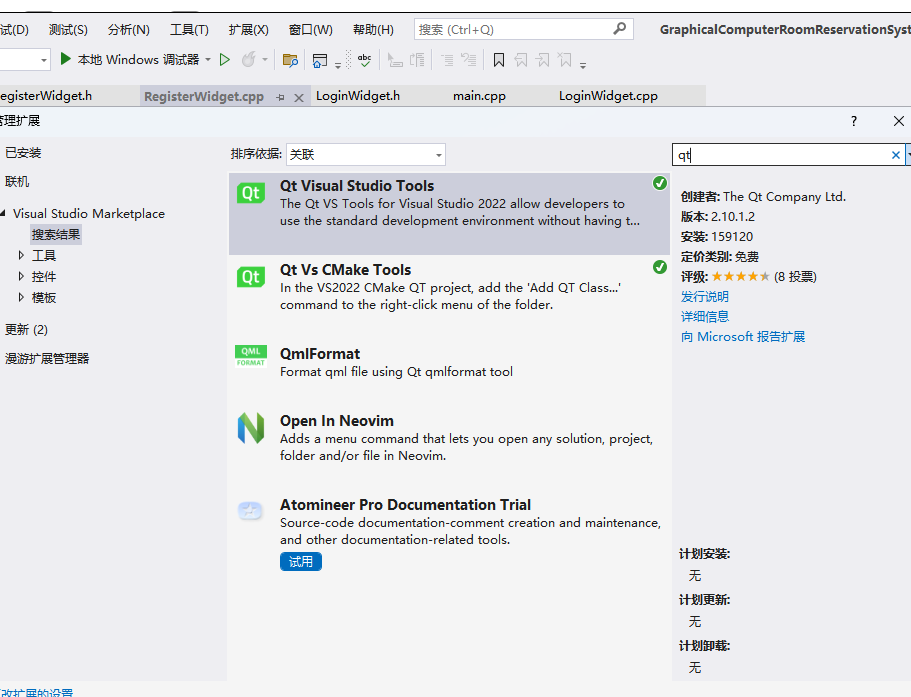 试(D) 测试(S) 分析(N) 工具(T) 扩展(X) 窗口(W) 帮助(H) 搜索 (Ctrl+Q) GraphicalComputerRoomReservationSyst
本地 Windows 调试器
egisterWidget.h RegisterWidget.cpp LoginWidget.h main.cpp LoginWidget.cpp
管理扩展
已安装
联机
Visual Studio Marketplace
搜索结果
工具
控件
模板
更新 (2)
漫游扩展管理器
排序依据: 关联
Qt Visual Studio Tools
The Qt VS Tools for Visual Studio 2022 allow developers to
use the standard development environment without having t...
Qt Vs CMake Tools
In the VS2022 CMake QT project, add the 'Add QT Class...'
command to the right-click menu of the folder.
QML
FORMAT
QmlFormat
Format qml file using Qt qmlformat tool
Open In Neovim
Adds a menu command that lets you open any solution, project,
folder and/or file in Neovim.
Atomineer Pro Documentation Trial
Source-code documentation-comment creation and maintenance,
and other documentation-related tools.
试用
qt
创建者: The Qt Company Ltd.
版本: 2.10.1.2
安装: 159120
定价类别: 免费
评级: (8 投票)
发行说明
详细信息
向 Microsoft 报告扩展
计划安装:
无
计划更新:
无
计划卸载:
无
改扩展的设置